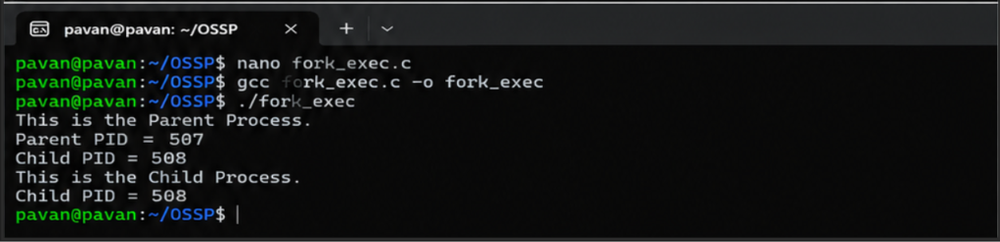 pavan@pavan: ~/OSSP
pavan@pavan:~/OSSP$ nano fork_exec.c
pavan@pavan:~/OSSP$ gcc fork_exec.c -o fork_exec
pavan@pavan:~/OSSP$ ./fork_exec
This is the Parent Process.
Parent PID = 507
Child PID = 508
This is the Child Process.
Child PID = 508
pavan@pavan:~/OSSP$